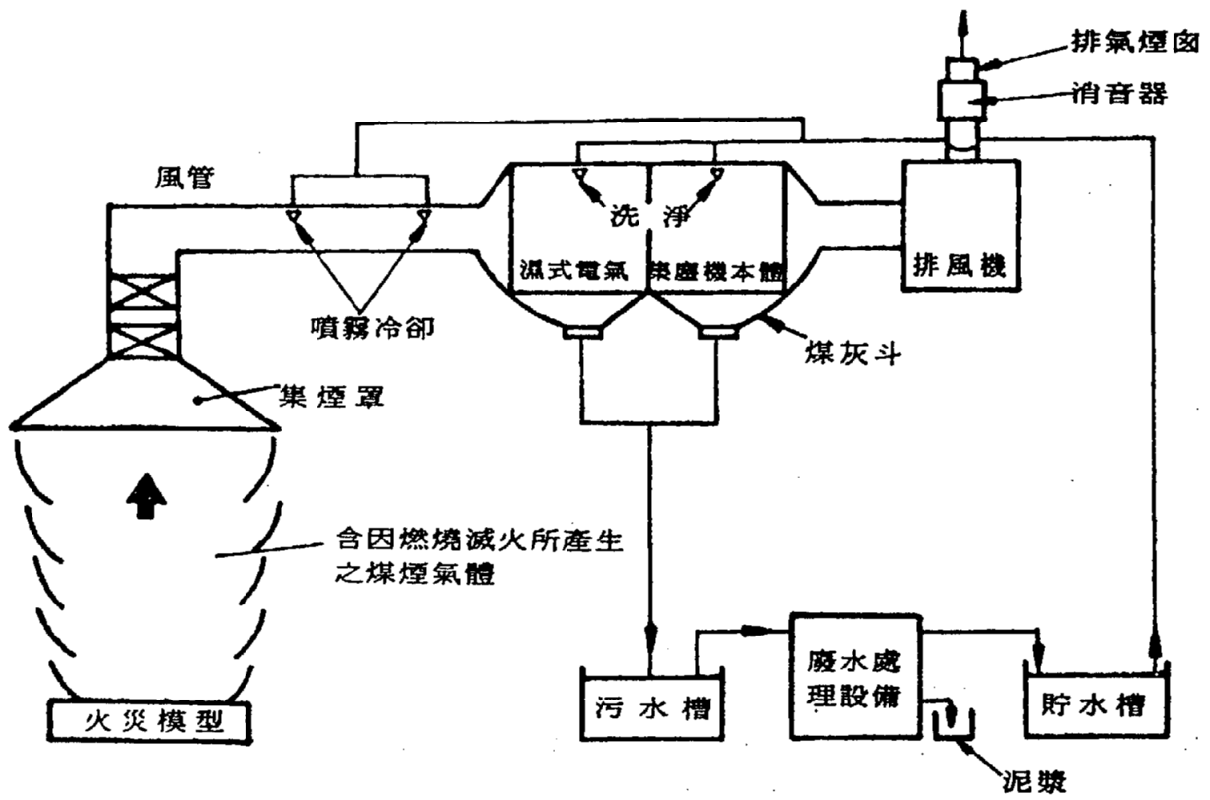 排氣煙囪
消音器
風管
洗淨
濕式電氣 集塵機本體
排風機
噴霧冷卻
煤灰斗
集煙罩
含因燃燒滅火所產生
之煤煙氣體
廢水處
理設備
污水槽
貯水槽
火災模型
泥漿